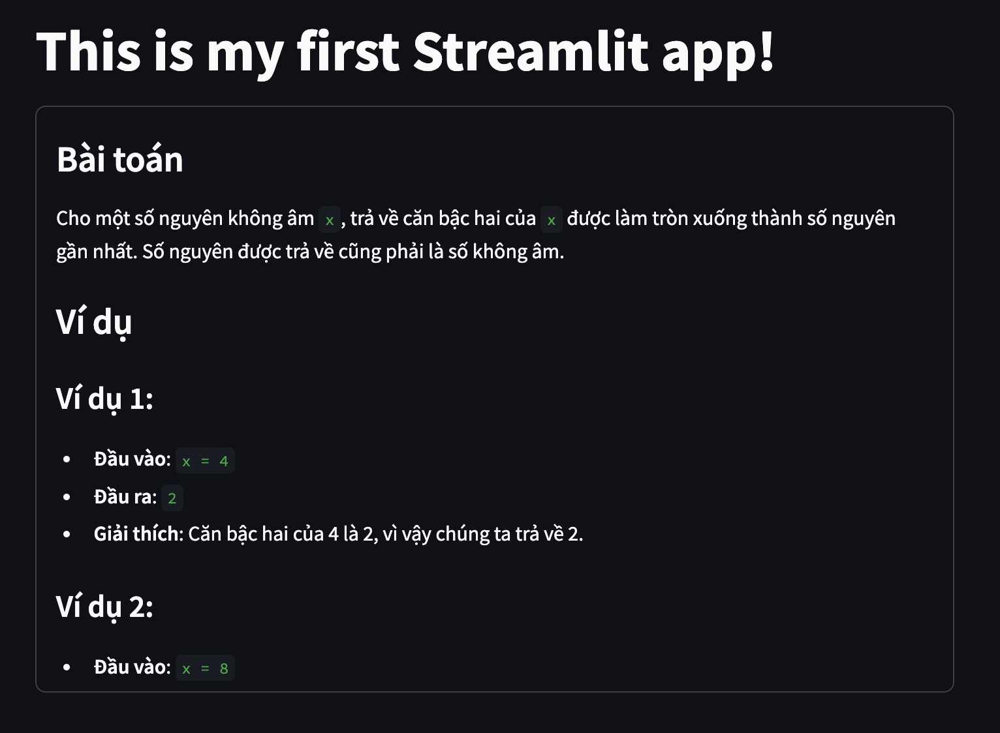 This is my first Streamlit app!
Bài toán
Cho một số nguyên không âm x, trả về căn bậc hai của x được làm tròn xuống thành số nguyên
gần nhất. Số nguyên được trả về cũng phải là số không âm.
Ví dụ
Ví dụ 1:
• Đầu vào: x = 4
• Đầu ra: 2
• Giải thích: Căn bậc hai của 4 là 2, vì vậy chúng ta trả về 2.
Ví dụ 2:
• Đầu vào: x = 8